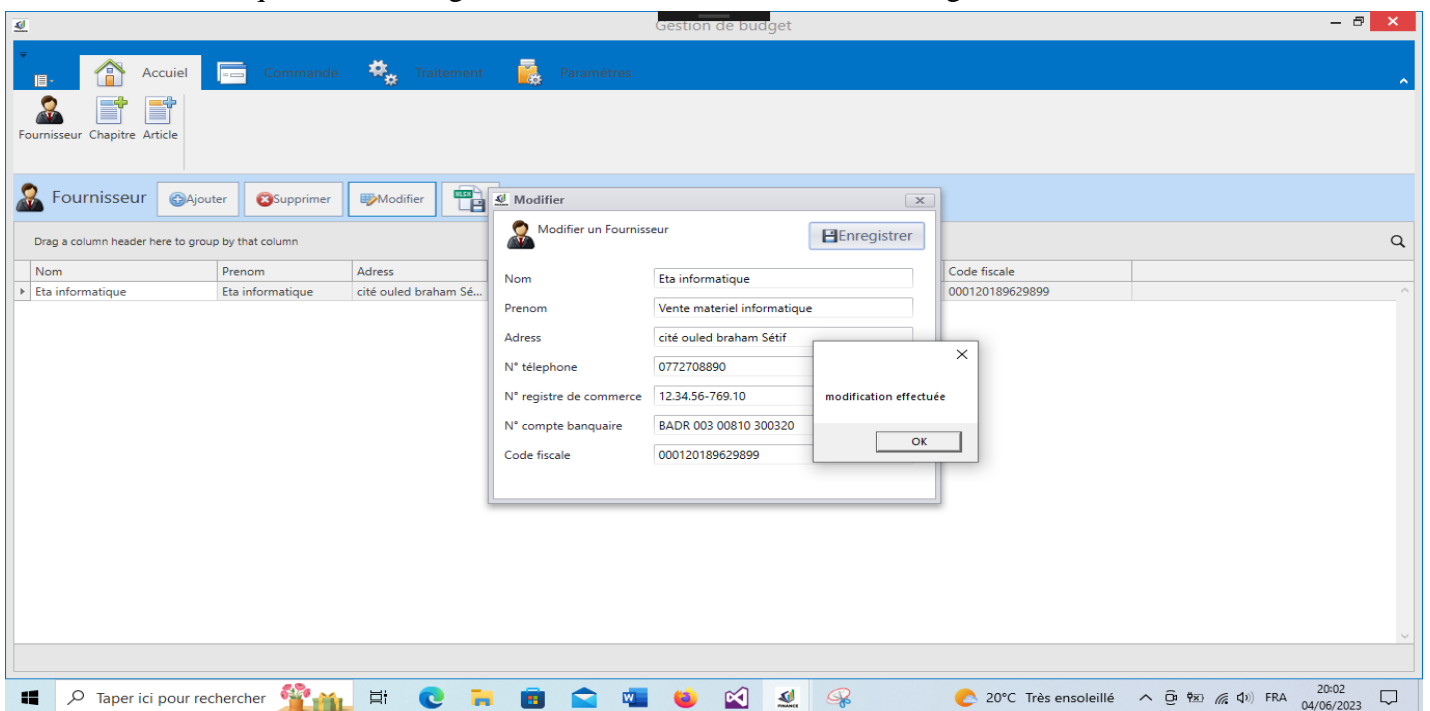 Gestion de budget
Accuiel Commande Traitement Paramètres
Fournisseur Chapitre Article
Fournisseur Ajouter Supprimer Modifier XLSX
Modifier
Modifier un Fournisseur Enregistrer
Drag a column header here to group by that column
Nom Prenom Adress Code fiscale
Eta informatique Eta informatique cité ouled braham Sé... 000120189629899
Nom Eta informatique
Prenom Vente materiel informatique
Adress cité ouled braham Sétif
N° télephone 0772708890
N° registre de commerce 12.34.56-769.10
N° compte banquaire BADR 003 00810 300320
Code fiscale 000120189629899
modification effectuée
OK
Taper ici pour rechercher 20°C Très ensoleillé FRA 20:02
04/06/2023
FINANCE